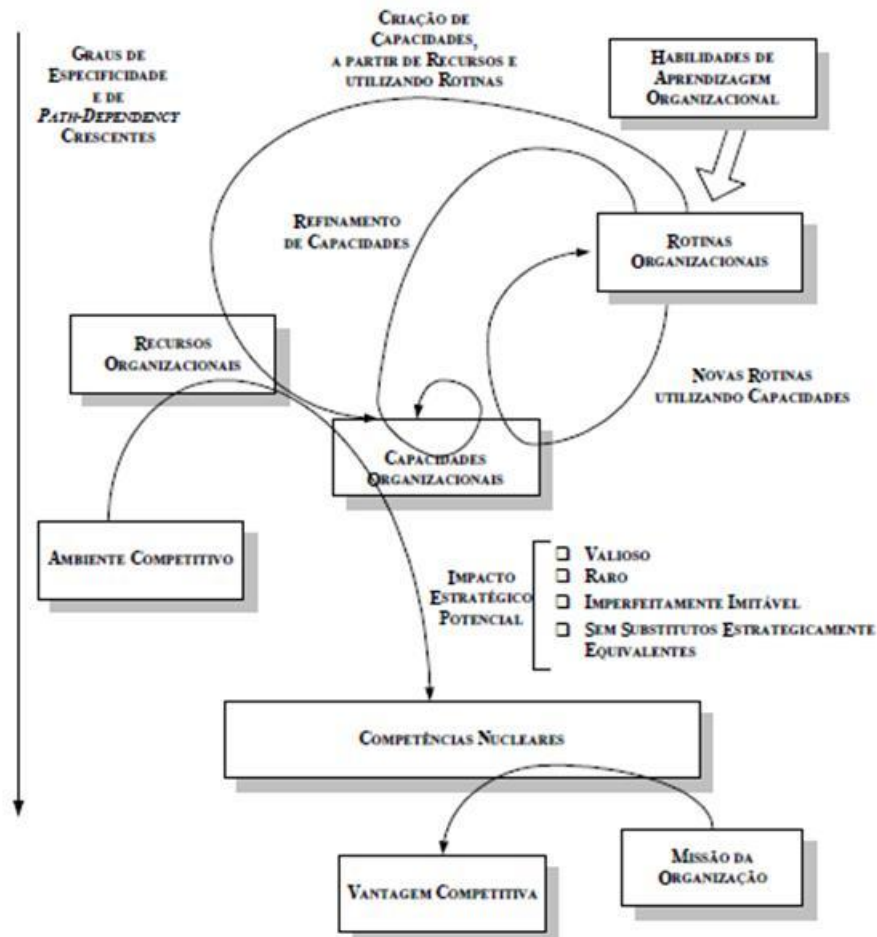 GRAUS DE
ESPECIFICIDADE
E DE
PATH-DEPENDENCY
CRESCENTES
CRIAÇÃO DE
CAPACIDADES,
A PARTIR DE RECURSOS E
UTILIZANDO ROTINAS
HABILIDADES DE
APRENDIZAGEM
ORGANIZACIONAL
REFINAMENTO
DE CAPACIDADES
ROTINAS
ORGANIZACIONAIS
RECURSOS
ORGANIZACIONAIS
NOVAS ROTINAS
UTILIZANDO CAPACIDADES
CAPACIDADES
ORGANIZACIONAIS
AMBIENTE COMPETITIVO
IMPACTO
ESTRATÉGICO
POTENCIAL
VALIOSO
RARO
IMPERFEITAMENTE IMITÁVEL
SEM SUBSTITUTOS ESTRATEGICAMENTE
EQUIVALENTES
COMPETÊNCIAS NUCLEARES
VANTAGEM COMPETITIVA
MISSÃO DA
ORGANIZAÇÃO